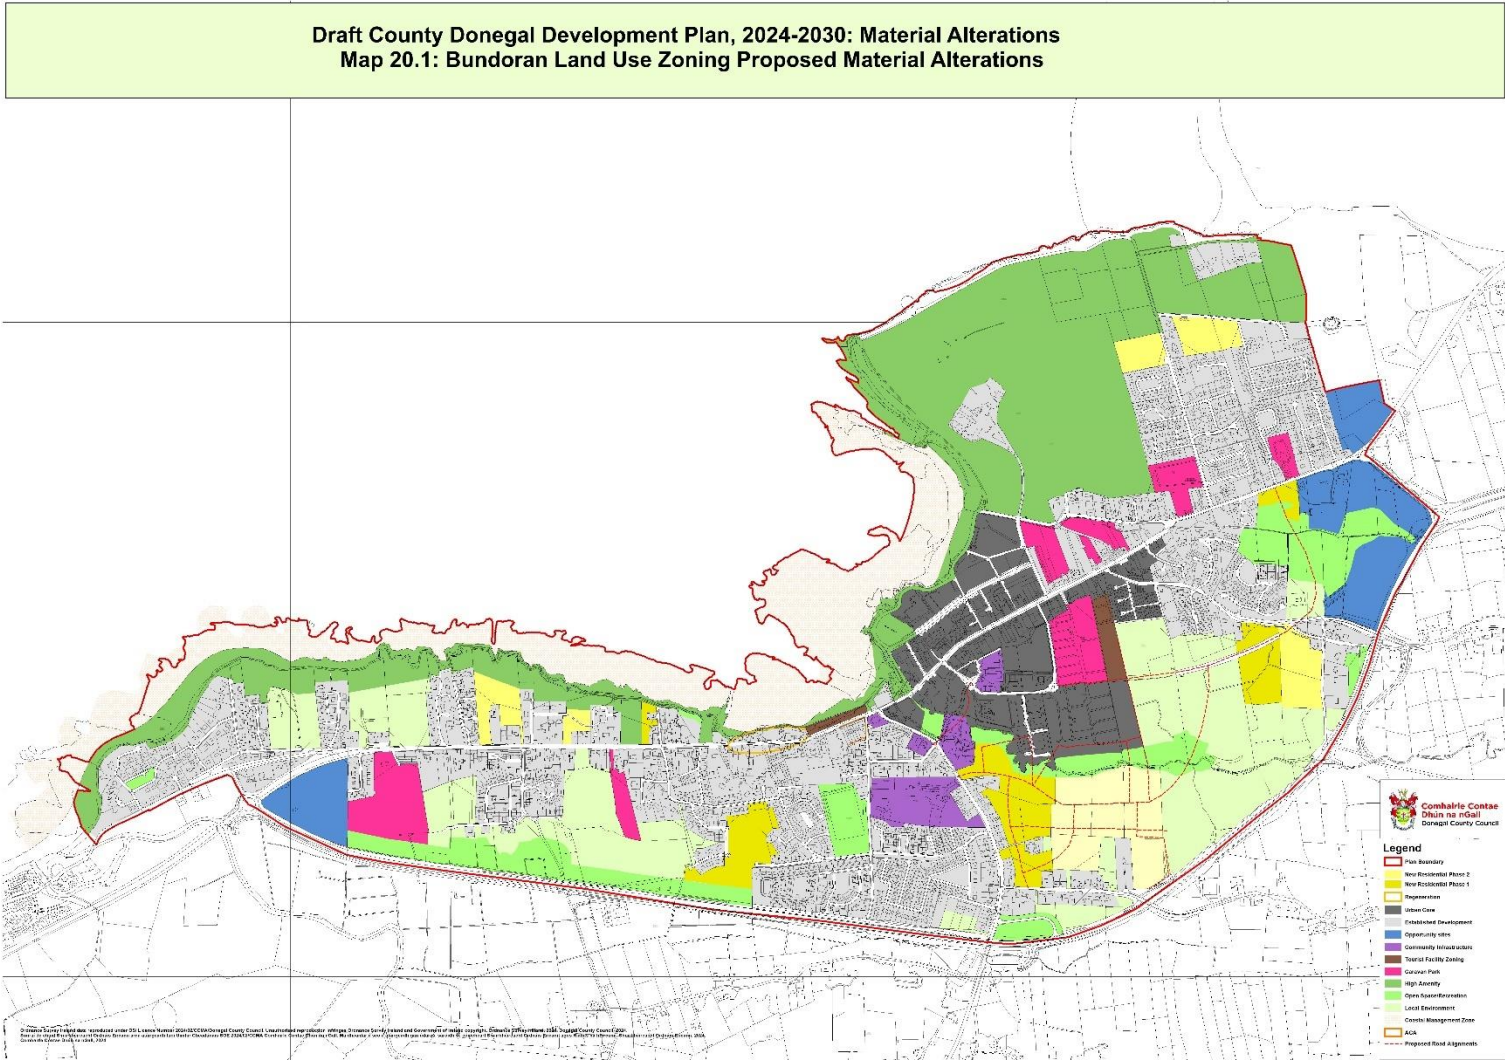 Draft County Donegal Development Plan, 2024-2030: Material Alterations
Map 20.1: Bundoran Land Use Zoning Proposed Material Alterations
Comhairle Contae
Dhún na nGall
Donegal County Council
Legend
Plan Boundary
New Residential Phase 2
New Residential Phase 1
Regeneration
Urban Core
Established Development
Opportunity sites
Community Infrastructure
Tourist Facility Zoning
Caravan Park
High Amenity
Open Space/Recreation
Local Environment
Coastal Management Zone
ACA
Proposed Road Alignments